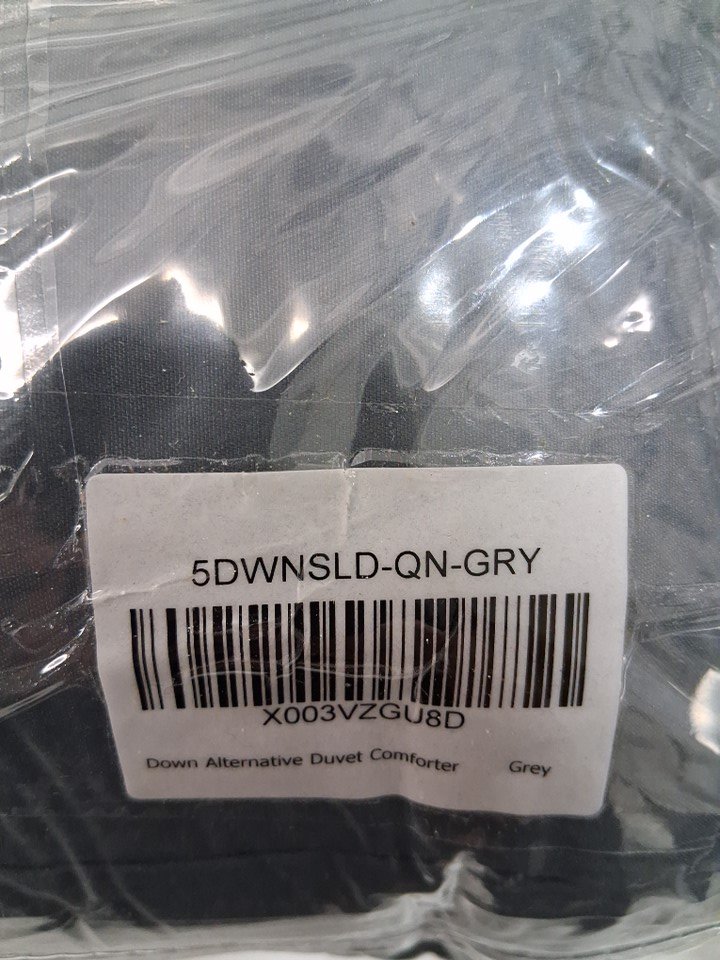 5DWNSLD-QN-GRY
X003VZGU8D
Down Alternative Duvet Comforter Grey